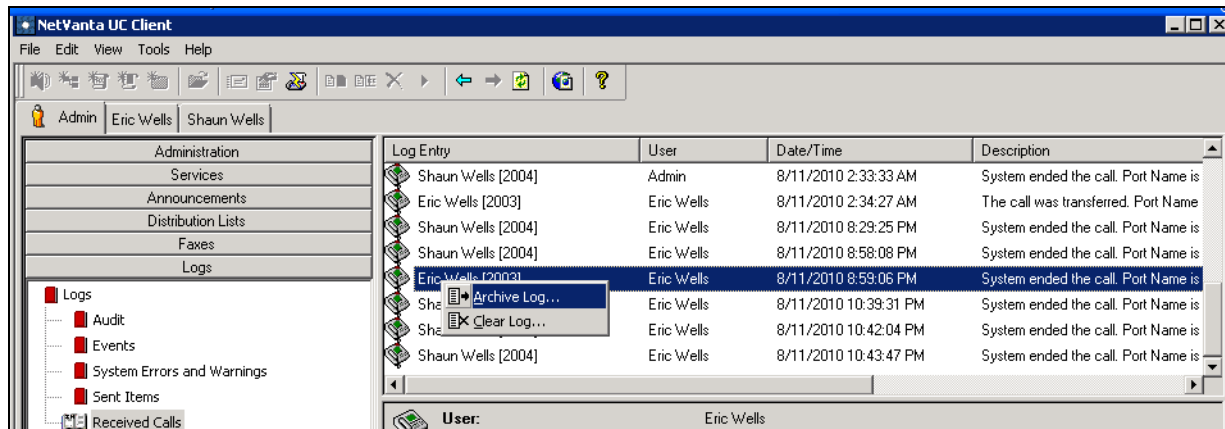 NetVanta UC Client
File Edit View Tools Help
Admin Eric Wells Shaun Wells
Administration
Services
Announcements
Distribution Lists
Faxes
Logs
Logs
Audit
Events
System Errors and Warnings
Sent Items
Received Calls
Log Entry User Date/Time Description
Shaun Wells [2004] Admin 8/11/2010 2:33:33 AM System ended the call. Port Name is
Eric Wells [2003] Eric Wells 8/11/2010 2:34:27 AM The call was transferred. Port Name
Shaun Wells [2004] Eric Wells 8/11/2010 8:29:25 PM System ended the call. Port Name is
Shaun Wells [2004] Eric Wells 8/11/2010 8:58:08 PM System ended the call. Port Name is
Eric Wells [2003] Eric Wells 8/11/2010 8:59:06 PM System ended the call. Port Name is
Sha Eric Wells 8/11/2010 10:39:31 PM System ended the call. Port Name is
Sha Eric Wells 8/11/2010 10:42:04 PM System ended the call. Port Name is
Shaun Wells [2004] Eric Wells 8/11/2010 10:43:47 PM System ended the call. Port Name is
Archive Log...
Clear Log...
User: Eric Wells